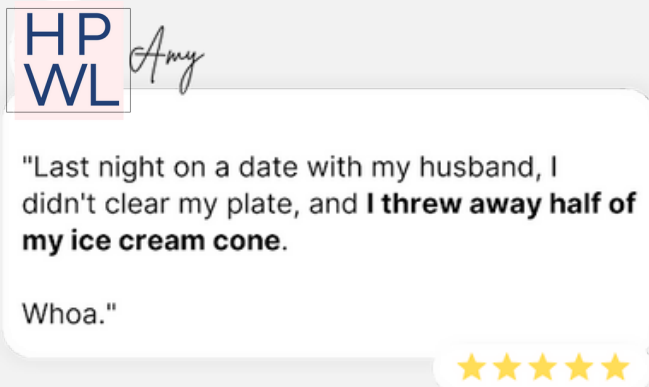 HP
WL
Amy
"Last night on a date with my husband, I
didn't clear my plate, and I threw away half of
my ice cream cone.
Whoa."